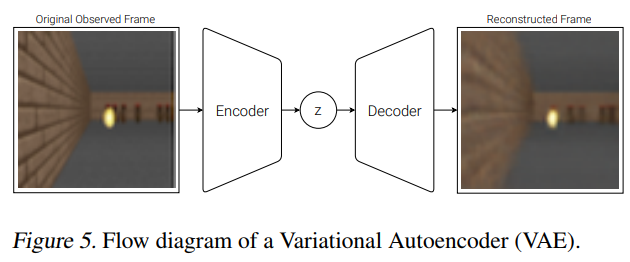 Original Observed Frame
Reconstructed Frame
Encoder
z
Decoder
Figure 5. Flow diagram of a Variational Autoencoder (VAE).